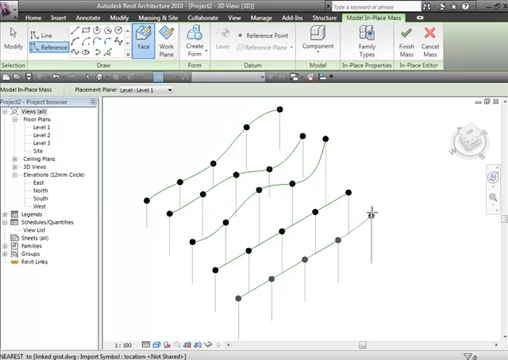 Autodesk Revit Architecture 2010 - [Project2 - 3D View: {3D}]
Type a keyword or phrase
Home Insert Annotate Modify Massing & Site Collaborate View Manage Add-Ins Structure Model In-Place Mass
Line
Reference
Modify
Face
Work Plane
Create Form
Reference Point
Reference Plane
Component
Family Types
Finish Mass
Cancel Mass
Selection Draw Form Datum Model In-Place Properties In-Place Editor
Model In-Place Mass Placement Plane: Level : Level 1
Project2 - Project browser
Views (all)
Floor Plans
Level 1
Level 2
Level 3
Site
Ceiling Plans
3D Views
Elevations (12mm Circle)
East
North
South
West
Legends
Schedules/Quantities
View List
Sheets (all)
Families
Groups
Revit Links
1 : 100
NEAREST to [linked grid.dwg : Import Symbol : location <Not Shared>]